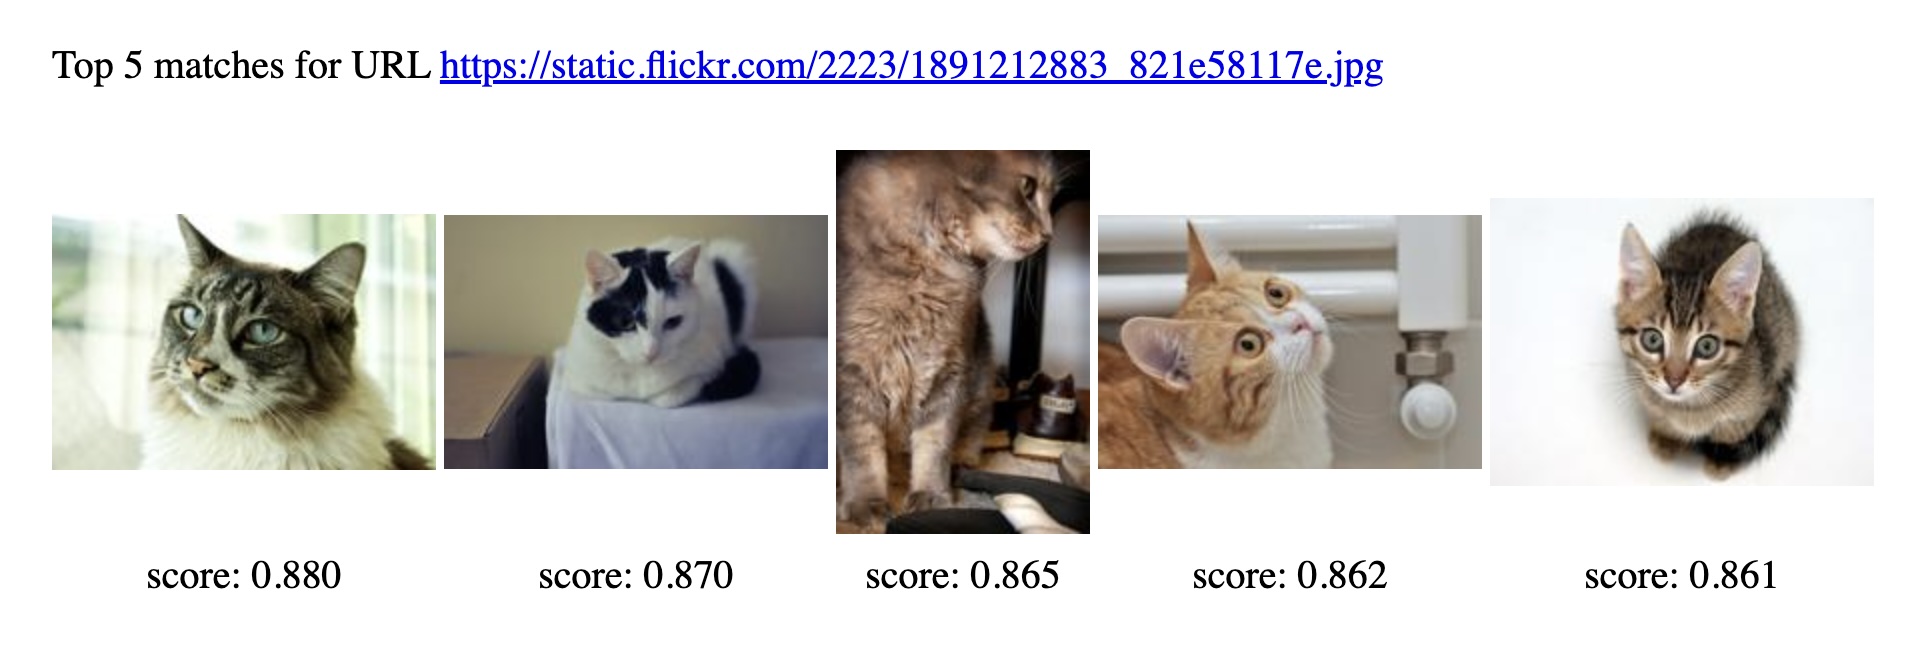 Top 5 matches for URL https://static.flickr.com/2223/1891212883_821e58117e.jpg
score: 0.880
score: 0.870
score: 0.865
score: 0.862
score: 0.861